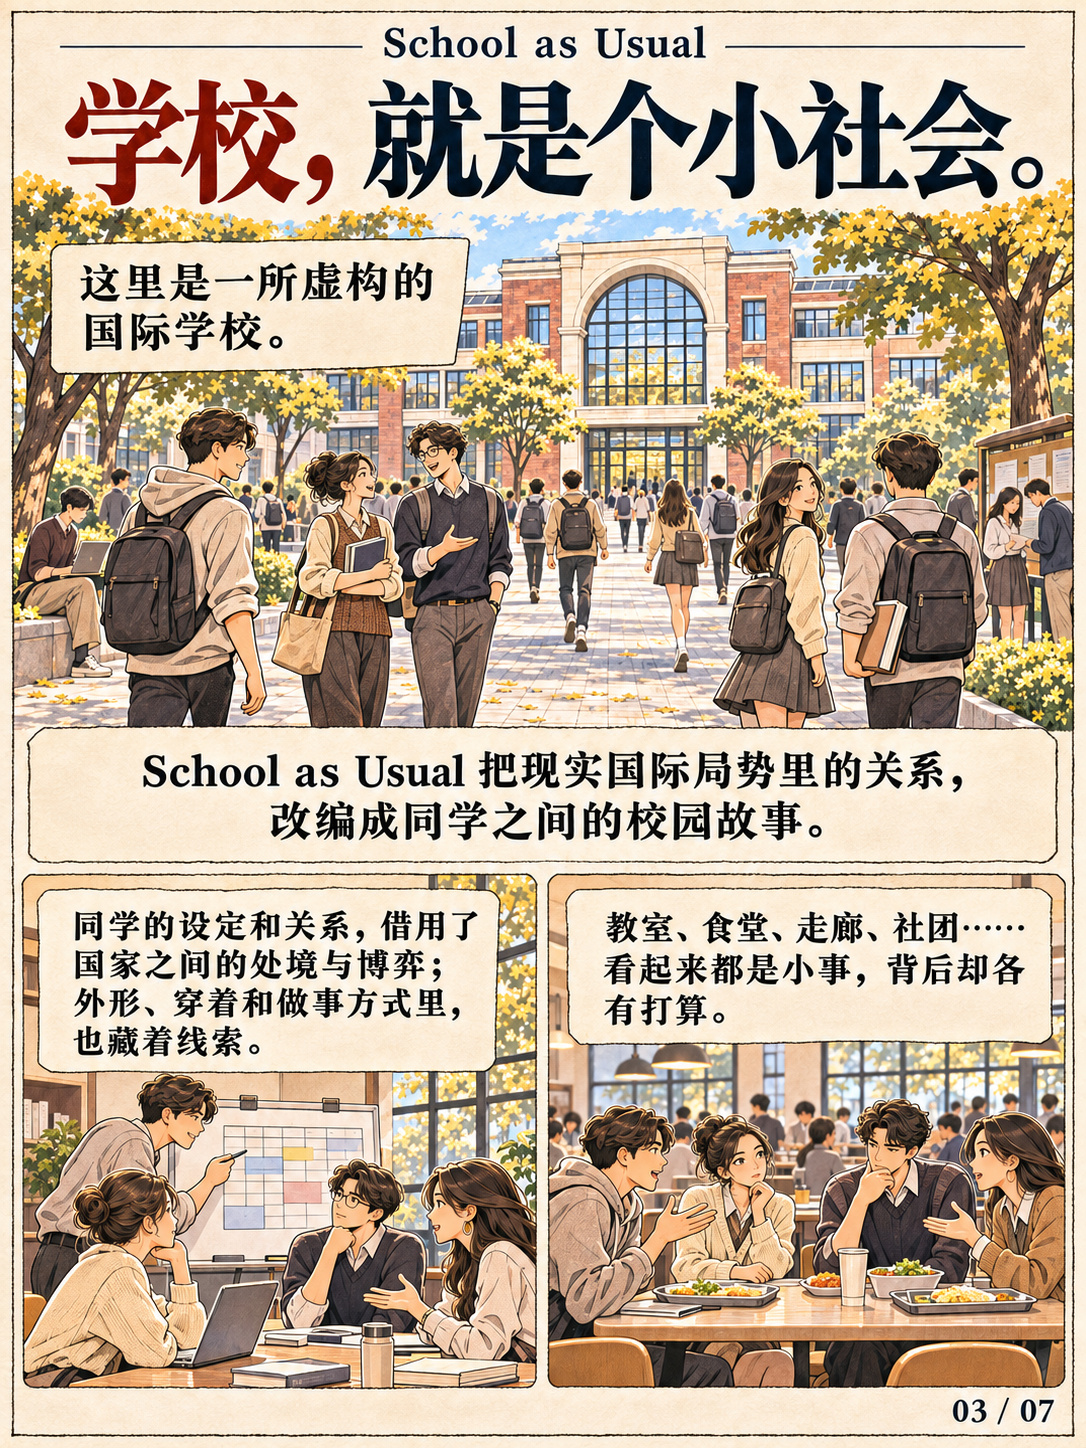 School as Usual
学校，就是个小社会。
这里是一所虚构的
国际学校。
School as Usual 把现实国际局势里的关系，
改编成同学之间的校园故事。
同学的设定和关系，借用了
国家之间的处境与博弈；
外形、穿着和做事方式里，
也藏着线索。
教室、食堂、走廊、社团……
看起来都是小事，背后却各
有打算。
03 / 07